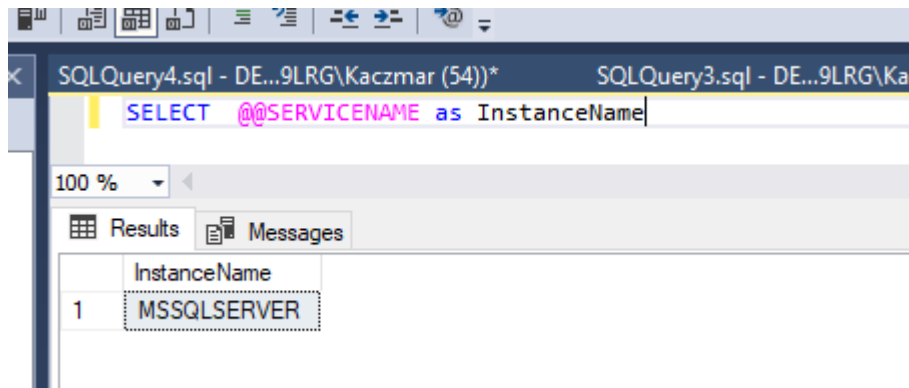 SQLQuery4.sql - DE...9LRG\Kaczmar (54))* SQLQuery3.sql - DE...9LRG\Ka
SELECT @@SERVICENAME as InstanceName
100 %
Results Messages
InstanceName
1 MSSQLSERVER